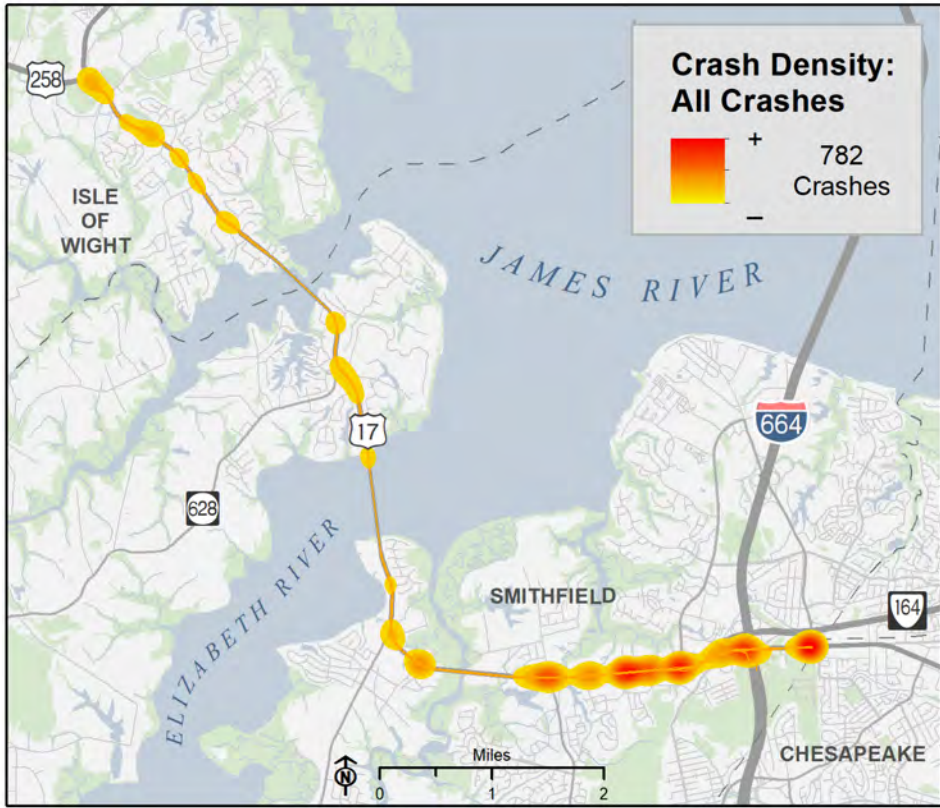 258
Crash Density:
All Crashes
+
782
Crashes
–
ISLE
OF
WIGHT
JAMES RIVER
17
664
628
ELIZABETH RIVER
SMITHFIELD
164
Miles
N
0
1
2
CHESAPEAKE